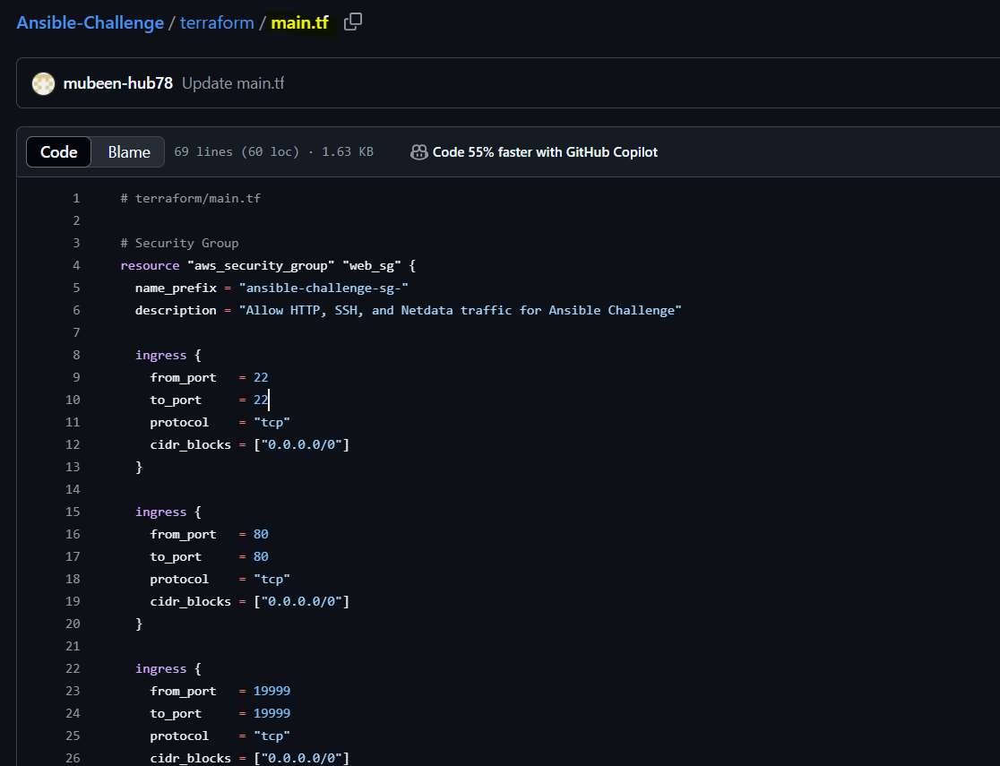 Ansible-Challenge / terraform / main.tf
mubeen-hub78 Update main.tf
Code Blame 69 lines (60 loc) · 1.63 KB Code 55% faster with GitHub Copilot
1 # terraform/main.tf
2
3 # Security Group
4 resource "aws_security_group" "web_sg" {
5 name_prefix = "ansible-challenge-sg-"
6 description = "Allow HTTP, SSH, and Netdata traffic for Ansible Challenge"
7
8 ingress {
9 from_port = 22
10 to_port = 22
11 protocol = "tcp"
12 cidr_blocks = ["0.0.0.0/0"]
13 }
14
15 ingress {
16 from_port = 80
17 to_port = 80
18 protocol = "tcp"
19 cidr_blocks = ["0.0.0.0/0"]
20 }
21
22 ingress {
23 from_port = 19999
24 to_port = 19999
25 protocol = "tcp"
26 cidr_blocks = ["0.0.0.0/0"]